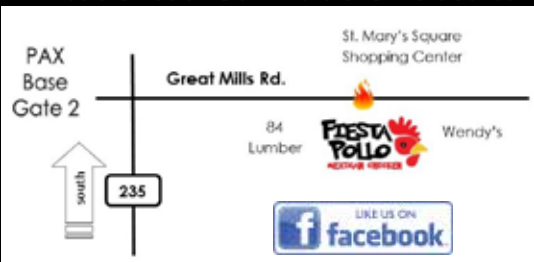 St. Mary's Square
Shopping Center
PAX
Base
Gate 2
Great Mills Rd.
84
Lumber
FIESTA
POLLO
MEXICAN CHICKEN
Wendy's
south
235
LIKE US ON
facebook
f